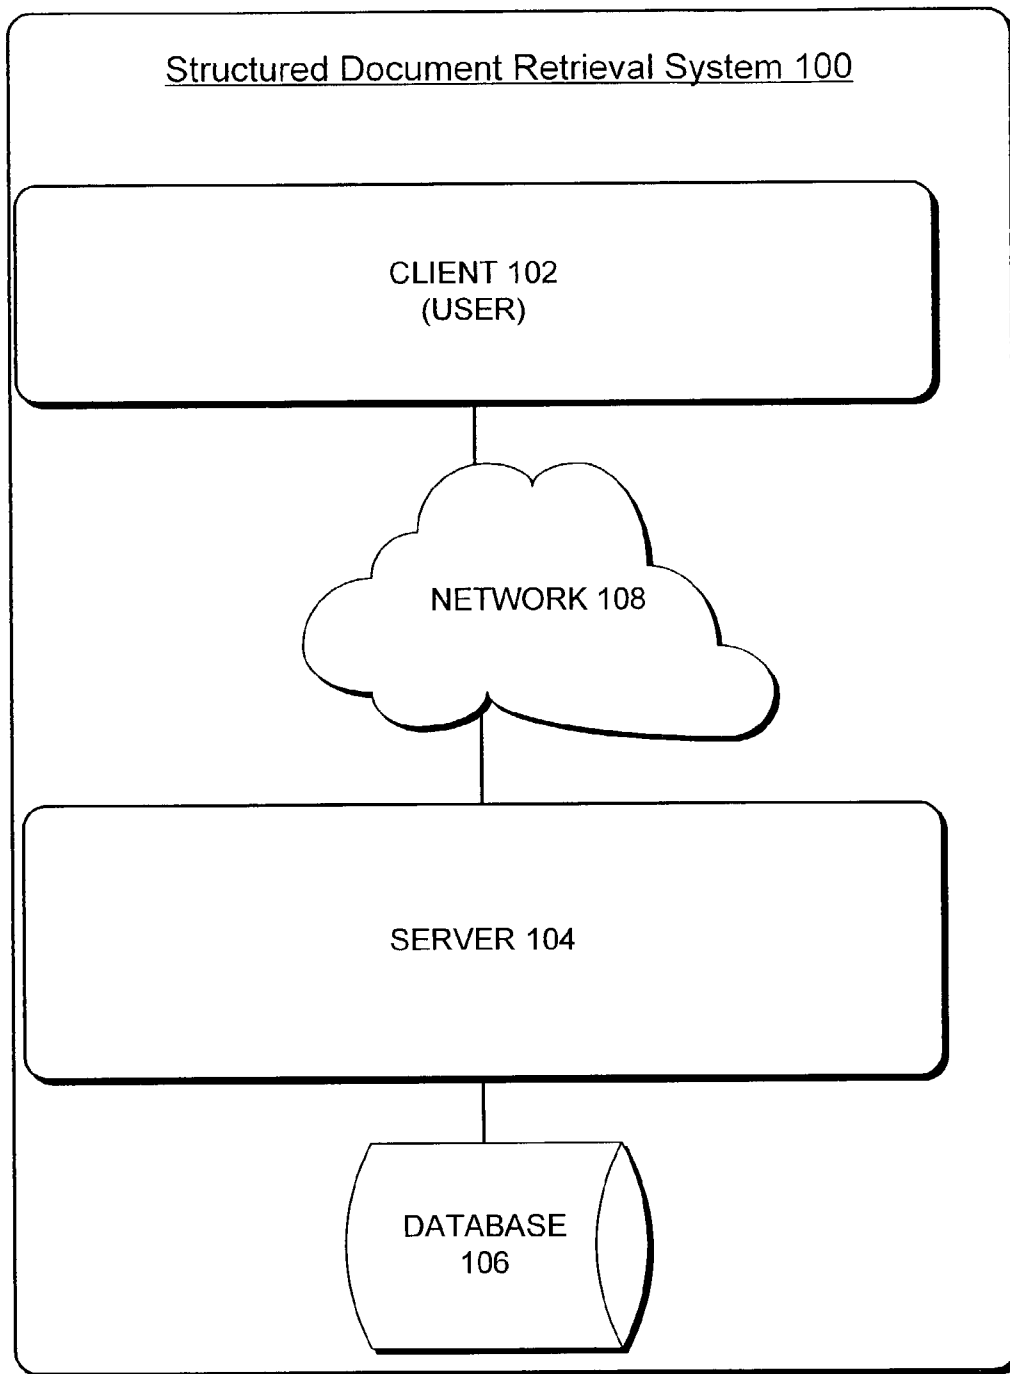 Structured Document Retrieval System 100
CLIENT 102
(USER)
NETWORK 108
SERVER 104
DATABASE
106